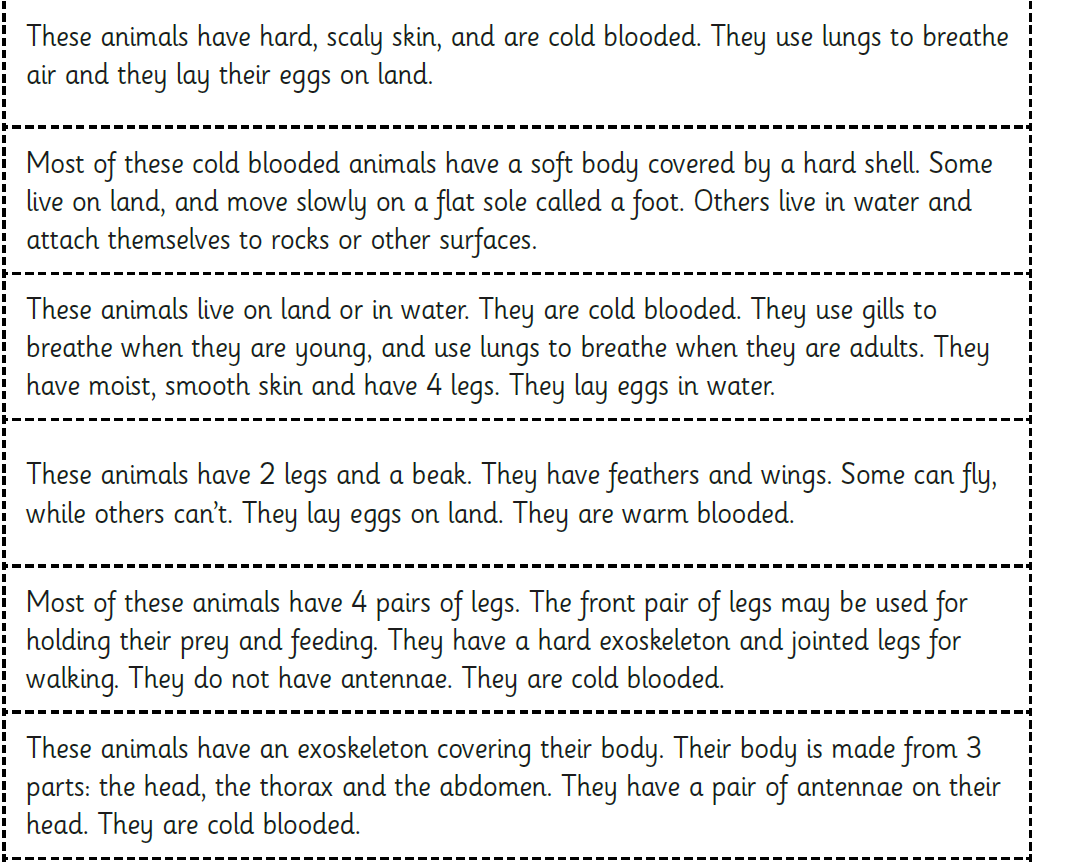 These animals have hard, scaly skin, and are cold blooded. They use lungs to breathe
air and they lay their eggs on land.
Most of these cold blooded animals have a soft body covered by a hard shell. Some
live on land, and move slowly on a flat sole called a foot. Others live in water and
attach themselves to rocks or other surfaces.
These animals live on land or in water. They are cold blooded. They use gills to
breathe when they are young, and use lungs to breathe when they are adults. They
have moist, smooth skin and have 4 legs. They lay eggs in water.
These animals have 2 legs and a beak. They have feathers and wings. Some can fly,
while others can’t. They lay eggs on land. They are warm blooded.
Most of these animals have 4 pairs of legs. The front pair of legs may be used for
holding their prey and feeding. They have a hard exoskeleton and jointed legs for
walking. They do not have antennae. They are cold blooded.
These animals have an exoskeleton covering their body. Their body is made from 3
parts: the head, the thorax and the abdomen. They have a pair of antennae on their
head. They are cold blooded.